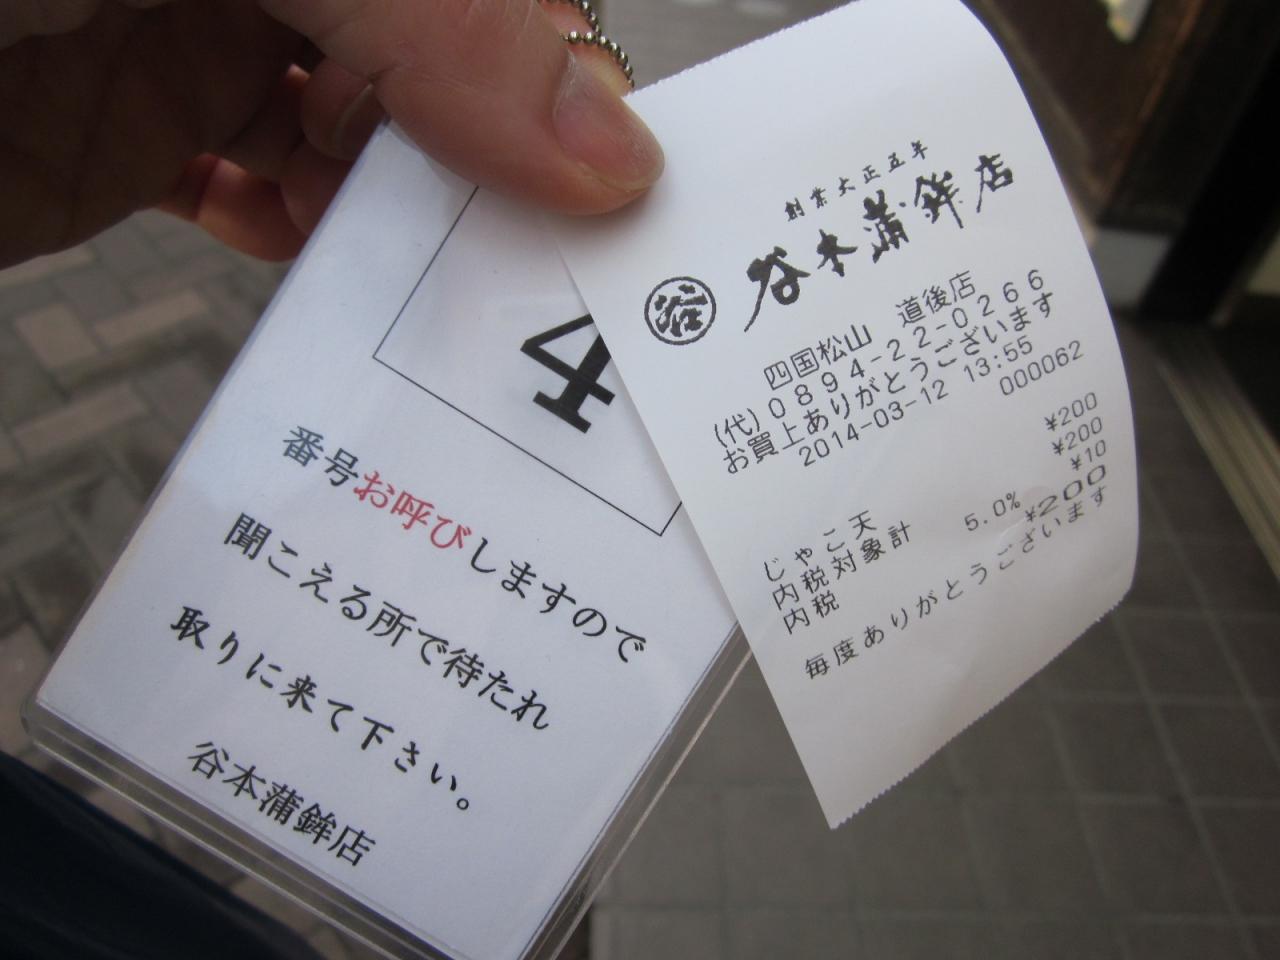 4
番号お呼びしますので
聞こえる所で待たれ
取りに来て下さい。
谷本蒲鉾店
創業大正五年
谷本蒲鉾店
谷
四国松山 道後店
(代)0894-22-0266
お買上ありがとうございます
2014-03-12 13:55
000062
じゃこ天 ¥200
内税対象計 ¥200
内税 5.0% ¥10
¥200
毎度ありがとうございます